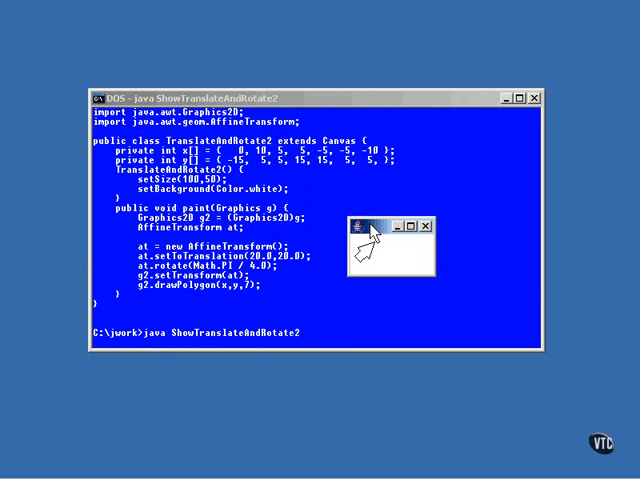 DOS - java ShowTranslateAndRotate2
import java.awt.Graphics2D;
import java.awt.geom.AffineTransform;
public class TranslateAndRotate2 extends Canvas {
private int x[] = { 0, 10, 5, 5, -5, -5, -10 };
private int y[] = { -15, 5, 5, 15, 15, 5, 5, };
TranslateAndRotate2() {
setSize(100,50);
setBackground(Color.white);
}
public void paint(Graphics g) {
Graphics2D g2 = (Graphics2D)g;
AffineTransform at;
at = new AffineTransform();
at.setToTranslation(20.0,20.0);
at.rotate(Math.PI / 4.0);
g2.setTransform(at);
g2.drawPolygon(x,y,7);
}
}
C:\jwork>java ShowTranslateAndRotate2
VTC